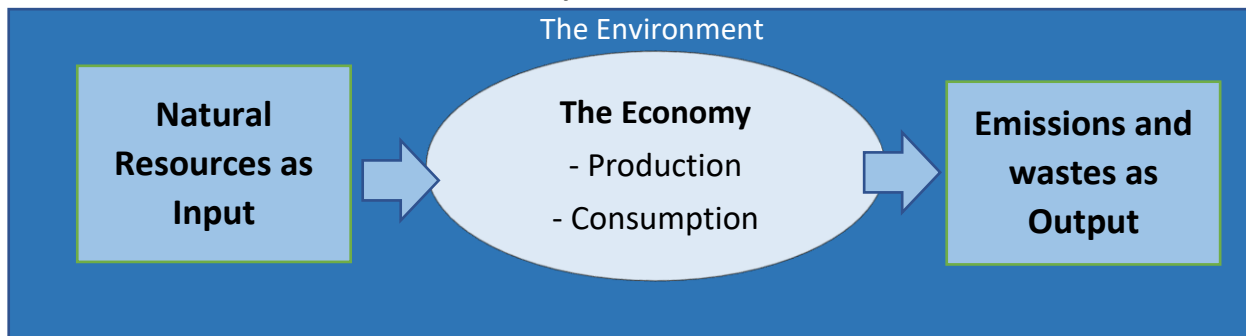 The Environment
Natural
Resources as
Input
The Economy
- Production
- Consumption
Emissions and
wastes as
Output